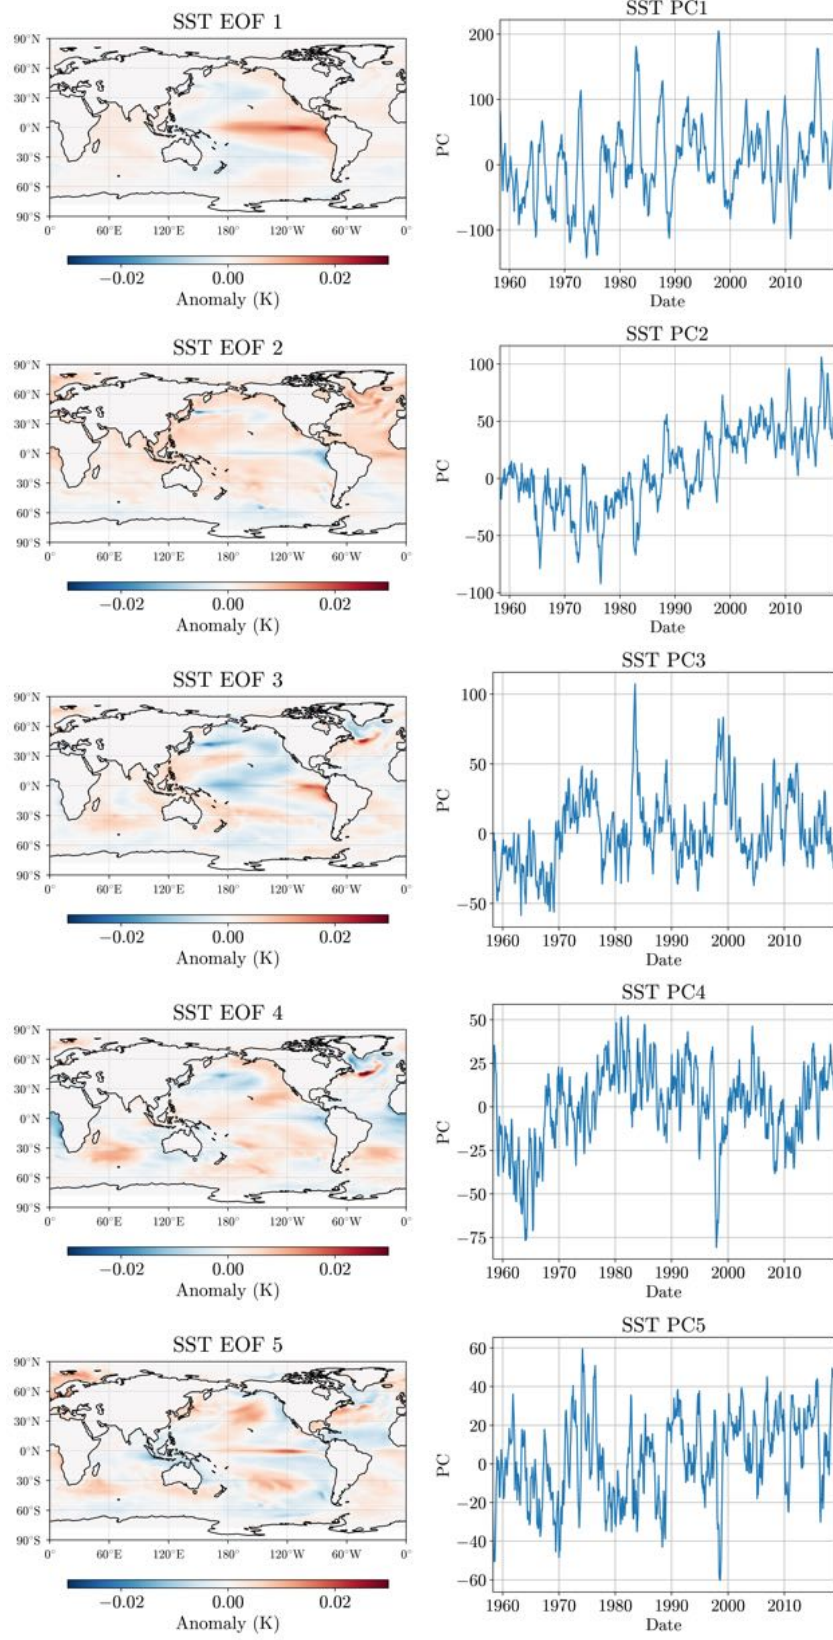 SST EOF 1
90°N
60°N
30°N
0°N
30°S
60°S
90°S
0° 60°E 120°E 180° 120°W 60°W 0°
−0.02 0.00 0.02
Anomaly (K)
SST PC1
200
100
0
−100
PC
1960 1970 1980 1990 2000 2010
Date
SST EOF 2
90°N
60°N
30°N
0°N
30°S
60°S
90°S
0° 60°E 120°E 180° 120°W 60°W 0°
−0.02 0.00 0.02
Anomaly (K)
SST PC2
100
50
0
−50
−100
PC
1960 1970 1980 1990 2000 2010
Date
SST EOF 3
90°N
60°N
30°N
0°N
30°S
60°S
90°S
0° 60°E 120°E 180° 120°W 60°W 0°
−0.02 0.00 0.02
Anomaly (K)
SST PC3
100
50
0
−50
PC
1960 1970 1980 1990 2000 2010
Date
SST EOF 4
90°N
60°N
30°N
0°N
30°S
60°S
90°S
0° 60°E 120°E 180° 120°W 60°W 0°
−0.02 0.00 0.02
Anomaly (K)
SST PC4
50
25
0
−25
−50
−75
PC
1960 1970 1980 1990 2000 2010
Date
SST EOF 5
90°N
60°N
30°N
0°N
30°S
60°S
90°S
0° 60°E 120°E 180° 120°W 60°W 0°
−0.02 0.00 0.02
Anomaly (K)
SST PC5
60
40
20
0
−20
−40
−60
PC
1960 1970 1980 1990 2000 2010
Date